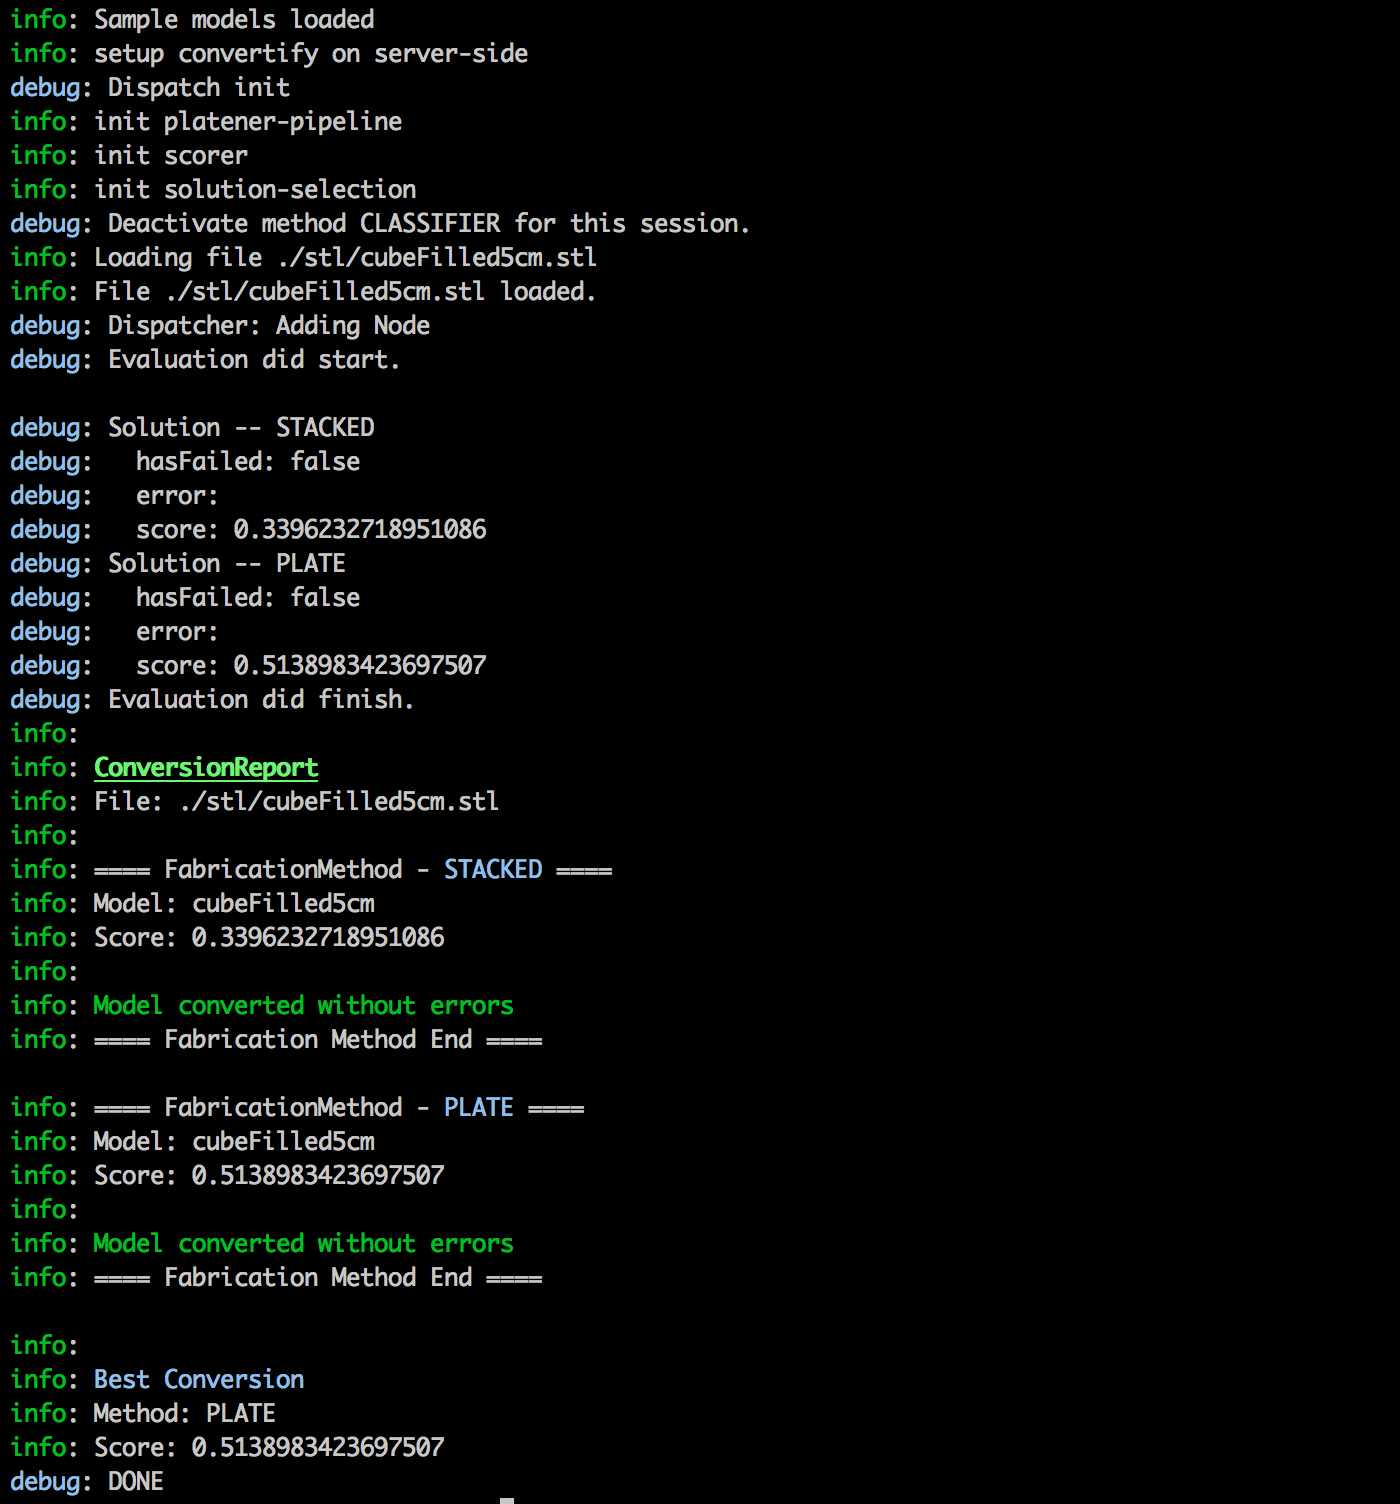 info: Sample models loaded
info: setup convertify on server-side
debug: Dispatch init
info: init platener-pipeline
info: init scorer
info: init solution-selection
debug: Deactivate method CLASSIFIER for this session.
info: Loading file ./stl/cubeFilled5cm.stl
info: File ./stl/cubeFilled5cm.stl loaded.
debug: Dispatcher: Adding Node
debug: Evaluation did start.
debug: Solution -- STACKED
debug:   hasFailed: false
debug:   error:
debug:   score: 0.3396232718951086
debug: Solution -- PLATE
debug:   hasFailed: false
debug:   error:
debug:   score: 0.5138983423697507
debug: Evaluation did finish.
info:
info: ConversionReport
info: File: ./stl/cubeFilled5cm.stl
info:
info: ==== FabricationMethod - STACKED ====
info: Model: cubeFilled5cm
info: Score: 0.3396232718951086
info:
info: Model converted without errors
info: ==== Fabrication Method End ====
info: ==== FabricationMethod - PLATE ====
info: Model: cubeFilled5cm
info: Score: 0.5138983423697507
info:
info: Model converted without errors
info: ==== Fabrication Method End ====
info:
info: Best Conversion
info: Method: PLATE
info: Score: 0.5138983423697507
debug: DONE